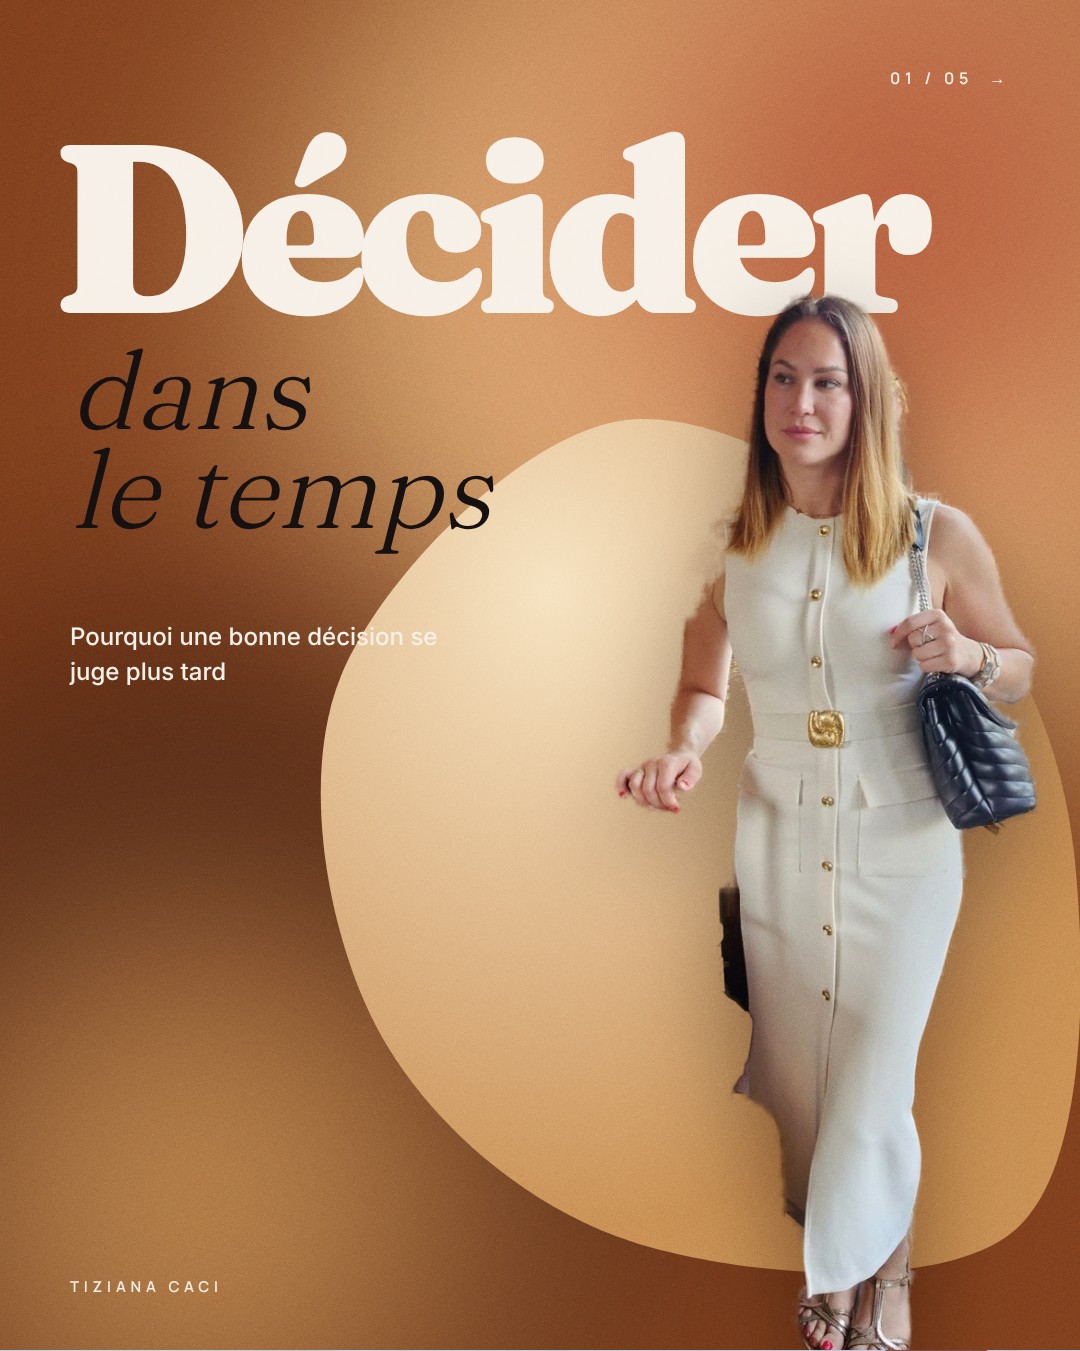 01 / 05 →
Décider
dans
le temps
Pourquoi une bonne décision se
juge plus tard
TIZIANA CACI